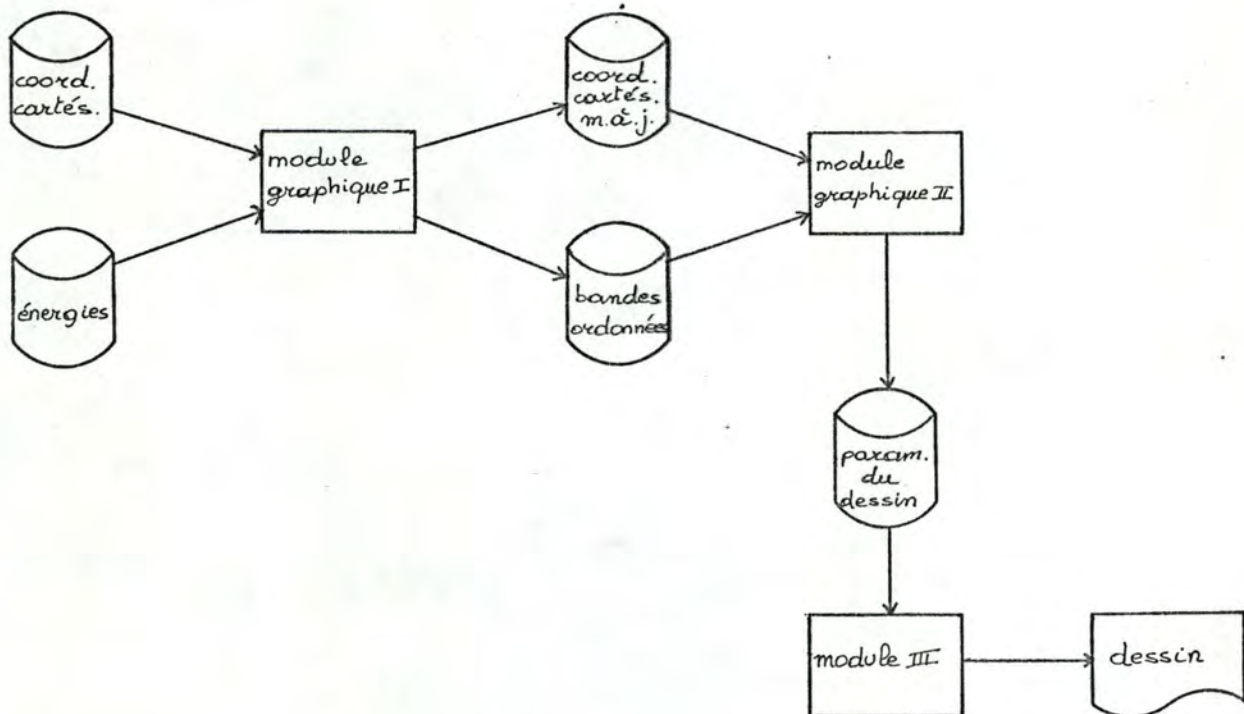 coord.
cartés.
énergies
module
graphique I
coord.
cartés.
m.à.j.
bandes
ordonnées
module
graphique II
param.
du
dessin
module III
dessin